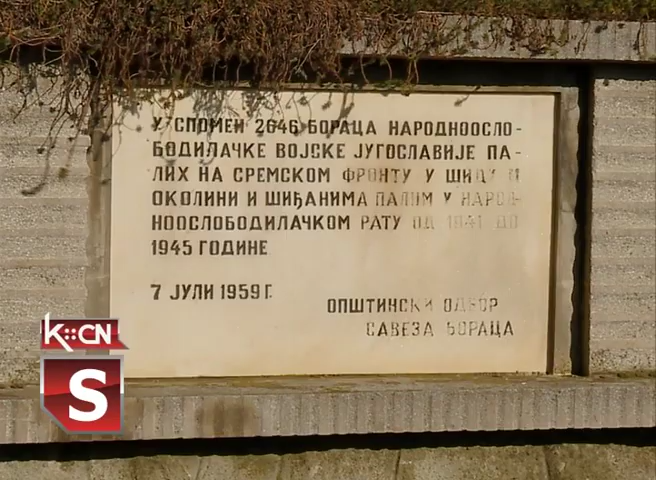 У СПОМЕН 2646 БОРАЦА НАРОДНООСЛО-
БОДИЛАЧКЕ ВОЈСКЕ ЈУГОСЛАВИЈЕ ПА-
ЛИХ НА СРЕМСКОМ ФРОНТУ У ШИДУ И
ОКОЛИНИ И ШИЂАНИМА ПАЛИМ У НАРОД-
НООСЛОБОДИЛАЧКОМ РАТУ ОД 1941 ДО
1945 ГОДИНЕ
7 ЈУЛИ 1959 Г.
ОПШТИНСКИ ОДБОР
САВЕЗА БОРАЦА
K::CN
S